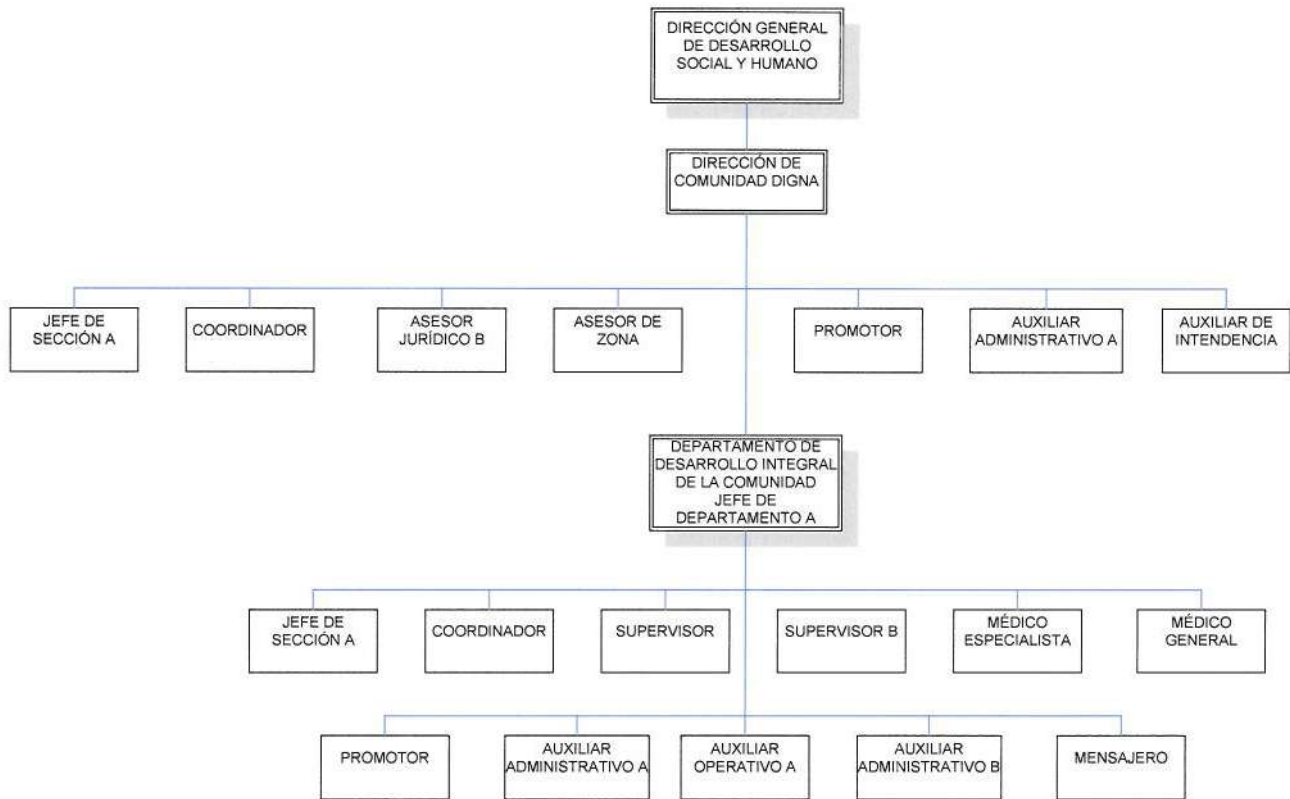 DIRECCIÓN GENERAL
DE DESARROLLO
SOCIAL Y HUMANO
DIRECCIÓN DE
COMUNIDAD DIGNA
JEFE DE
SECCIÓN A
COORDINADOR
ASESOR
JURÍDICO B
ASESOR DE
ZONA
PROMOTOR
AUXILIAR
ADMINISTRATIVO A
AUXILIAR DE
INTENDENCIA
DEPARTAMENTO DE
DESARROLLO INTEGRAL
DE LA COMUNIDAD
JEFE DE
DEPARTAMENTO A
JEFE DE
SECCIÓN A
COORDINADOR
SUPERVISOR
SUPERVISOR B
MÉDICO
ESPECIALISTA
MÉDICO
GENERAL
PROMOTOR
AUXILIAR
ADMINISTRATIVO A
AUXILIAR
OPERATIVO A
AUXILIAR
ADMINISTRATIVO B
MENSAJERO